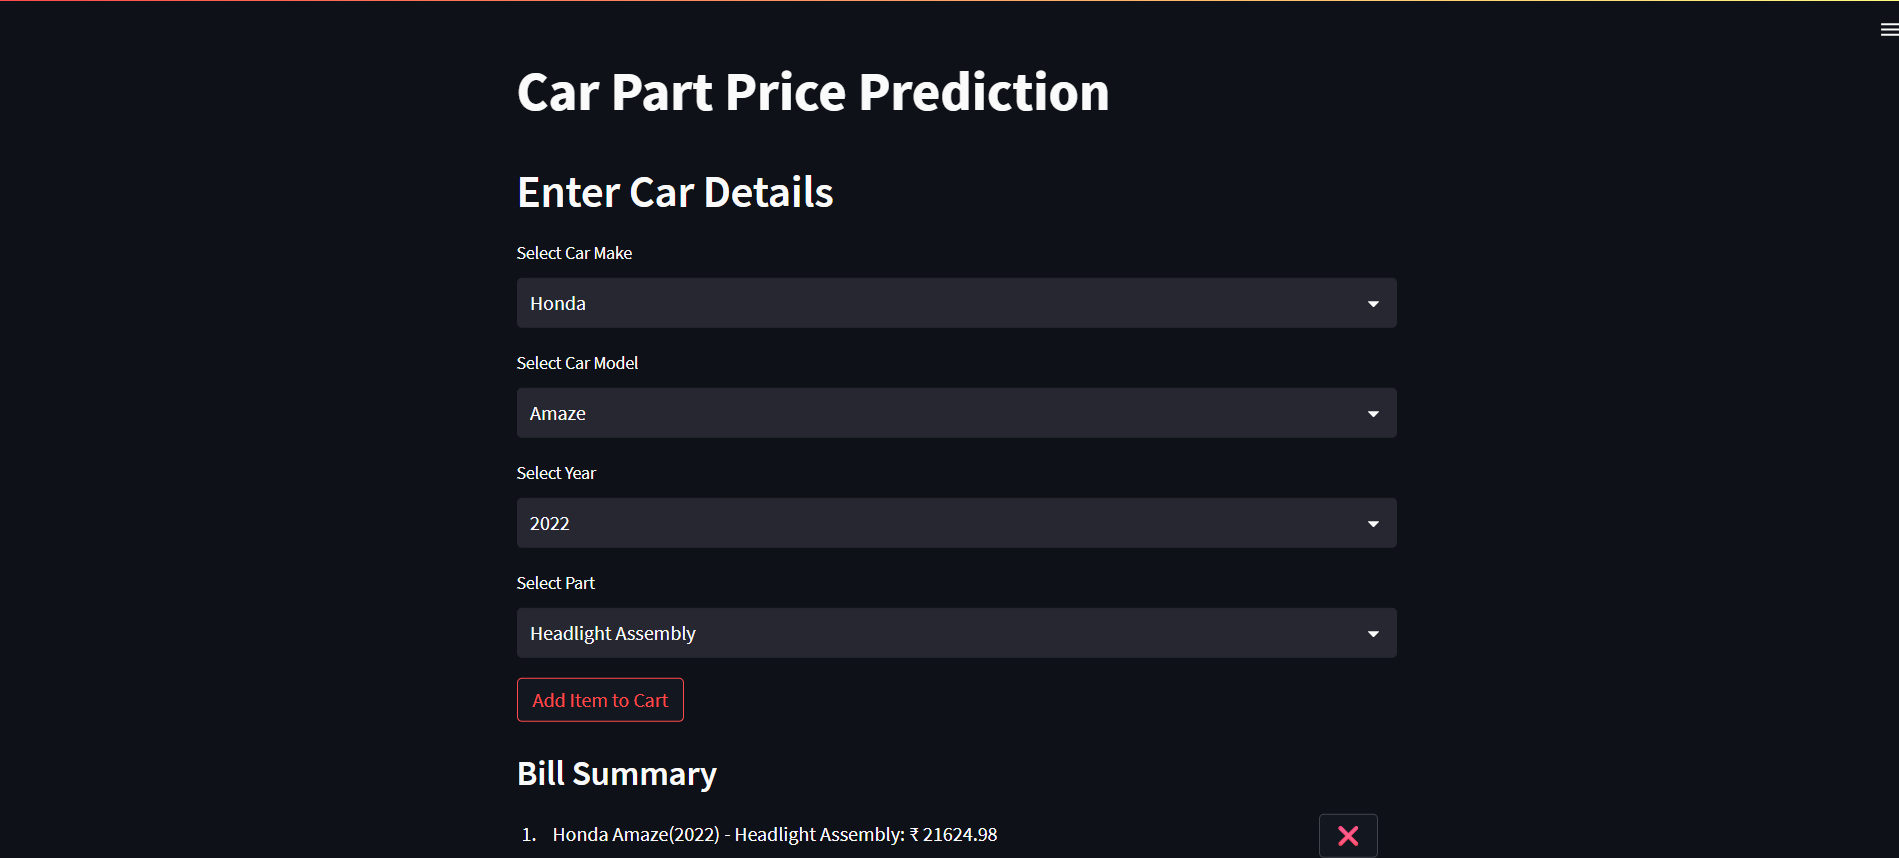 Car Part Price Prediction
Enter Car Details
Select Car Make
Honda
Select Car Model
Amaze
Select Year
2022
Select Part
Headlight Assembly
Add Item to Cart
Bill Summary
1. Honda Amaze(2022) - Headlight Assembly: ₹ 21624.98